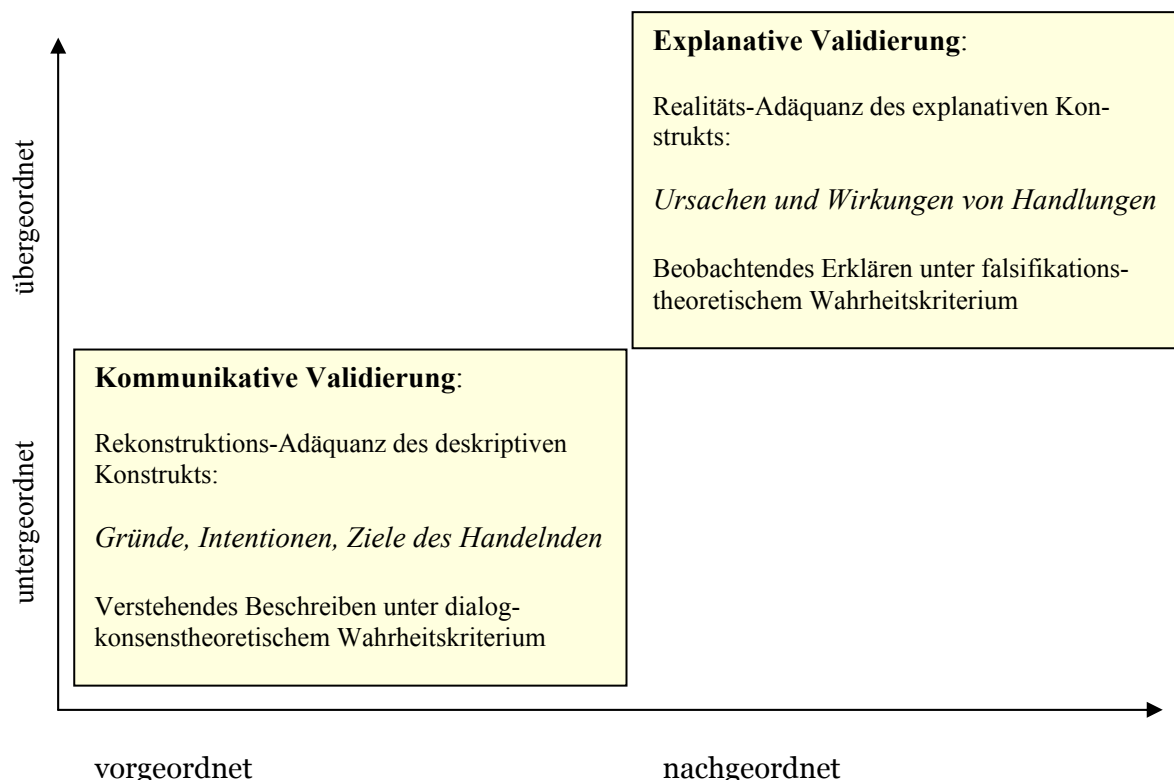 Explanative Validierung:
Realitäts-Adäquanz des explanativen Kon-
strukts:
Ursachen und Wirkungen von Handlungen
Beobachtendes Erklären unter falsifikations-
theoretischem Wahrheitskriterium
übergeordnet
Kommunikative Validierung:
Rekonstruktions-Adäquanz des deskriptiven
Konstrukts:
Gründe, Intentionen, Ziele des Handelnden
Verstehendes Beschreiben unter dialog-
konsenstheoretischem Wahrheitskriterium
untergeordnet
vorgeordnet
nachgeordnet